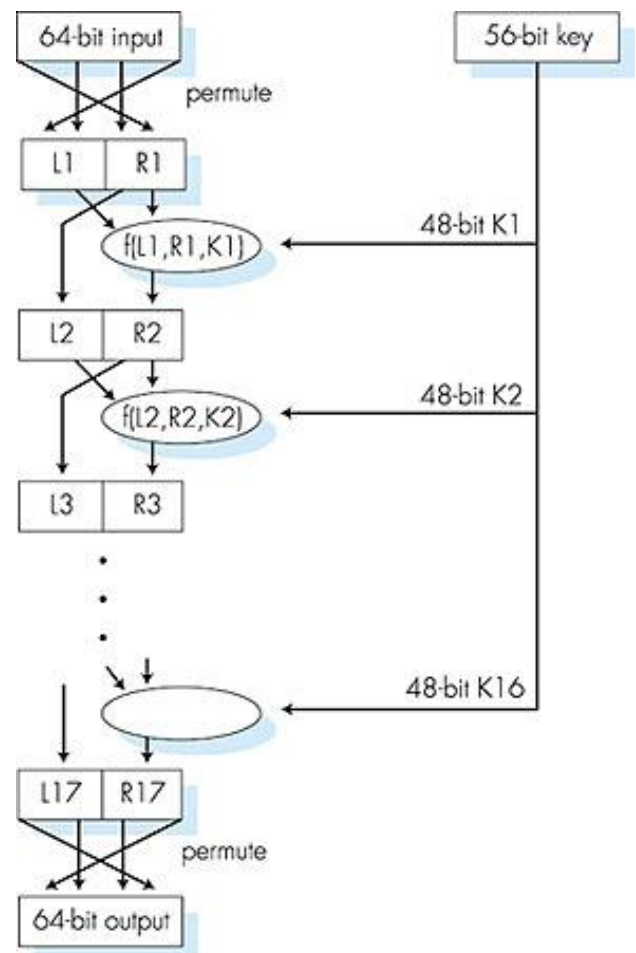 64-bit input
56-bit key
permute
L1 R1
48-bit K1
f(L1,R1,K1)
L2 R2
48-bit K2
f(L2,R2,K2)
L3 R3
48-bit K16
L17 R17
permute
64-bit output